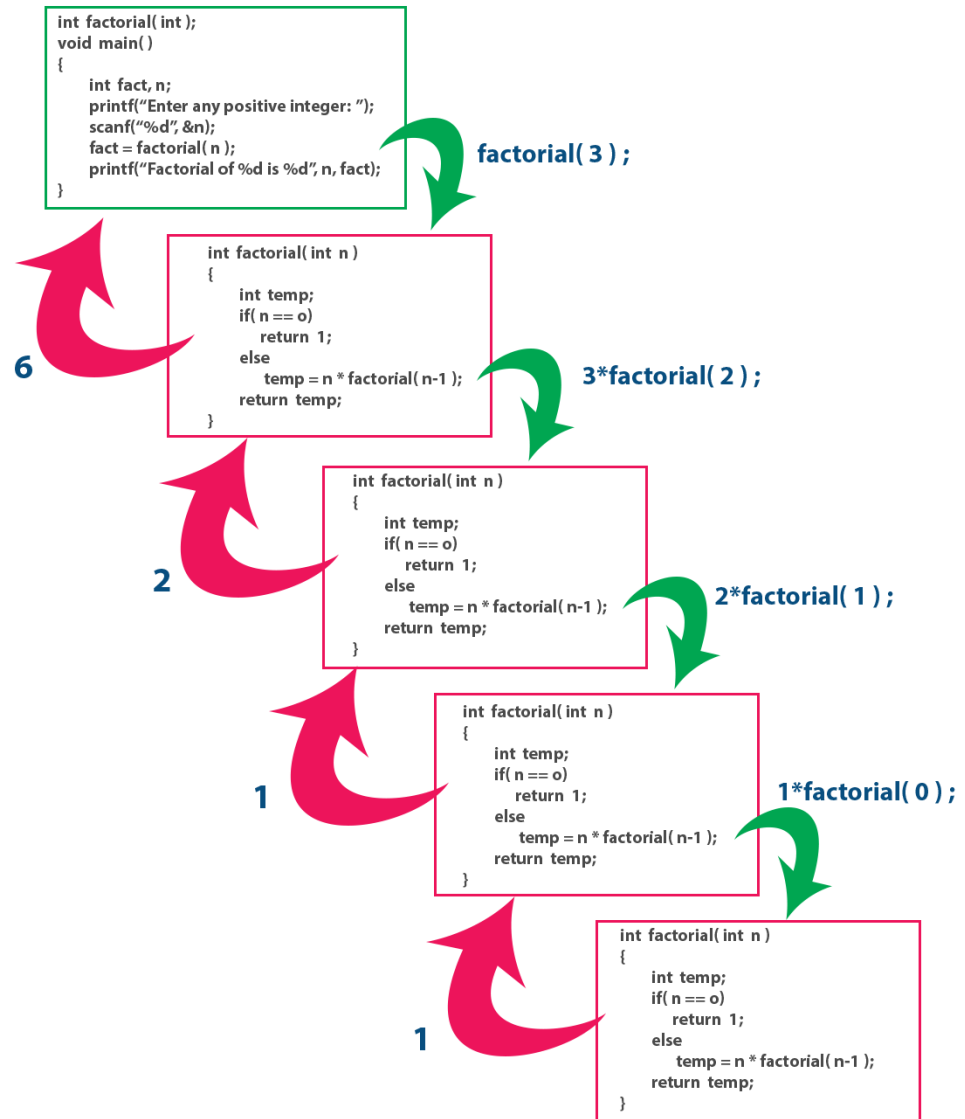 int factorial( int );
void main( )
{
int fact, n;
printf(“Enter any positive integer: ”);
scanf(“%d”, &n);
fact = factorial( n );
printf(“Factorial of %d is %d”, n, fact);
}
factorial( 3 ) ;
int factorial( int n )
{
int temp;
if( n == o)
return 1;
else
temp = n * factorial( n-1 );
return temp;
}
6
3*factorial( 2 ) ;
int factorial( int n )
{
int temp;
if( n == o)
return 1;
else
temp = n * factorial( n-1 );
return temp;
}
2
2*factorial( 1 ) ;
int factorial( int n )
{
int temp;
if( n == o)
return 1;
else
temp = n * factorial( n-1 );
return temp;
}
1
1*factorial( 0 ) ;
int factorial( int n )
{
int temp;
if( n == o)
return 1;
else
temp = n * factorial( n-1 );
return temp;
}
1